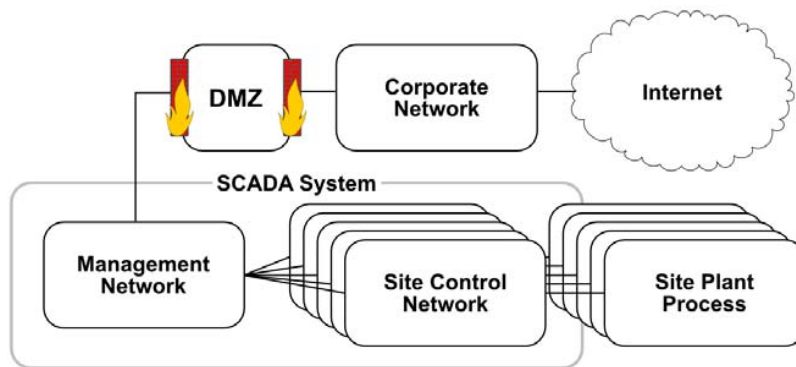 DMZ
Corporate
Network
Internet
SCADA System
Management
Network
Site Control
Network
Site Plant
Process